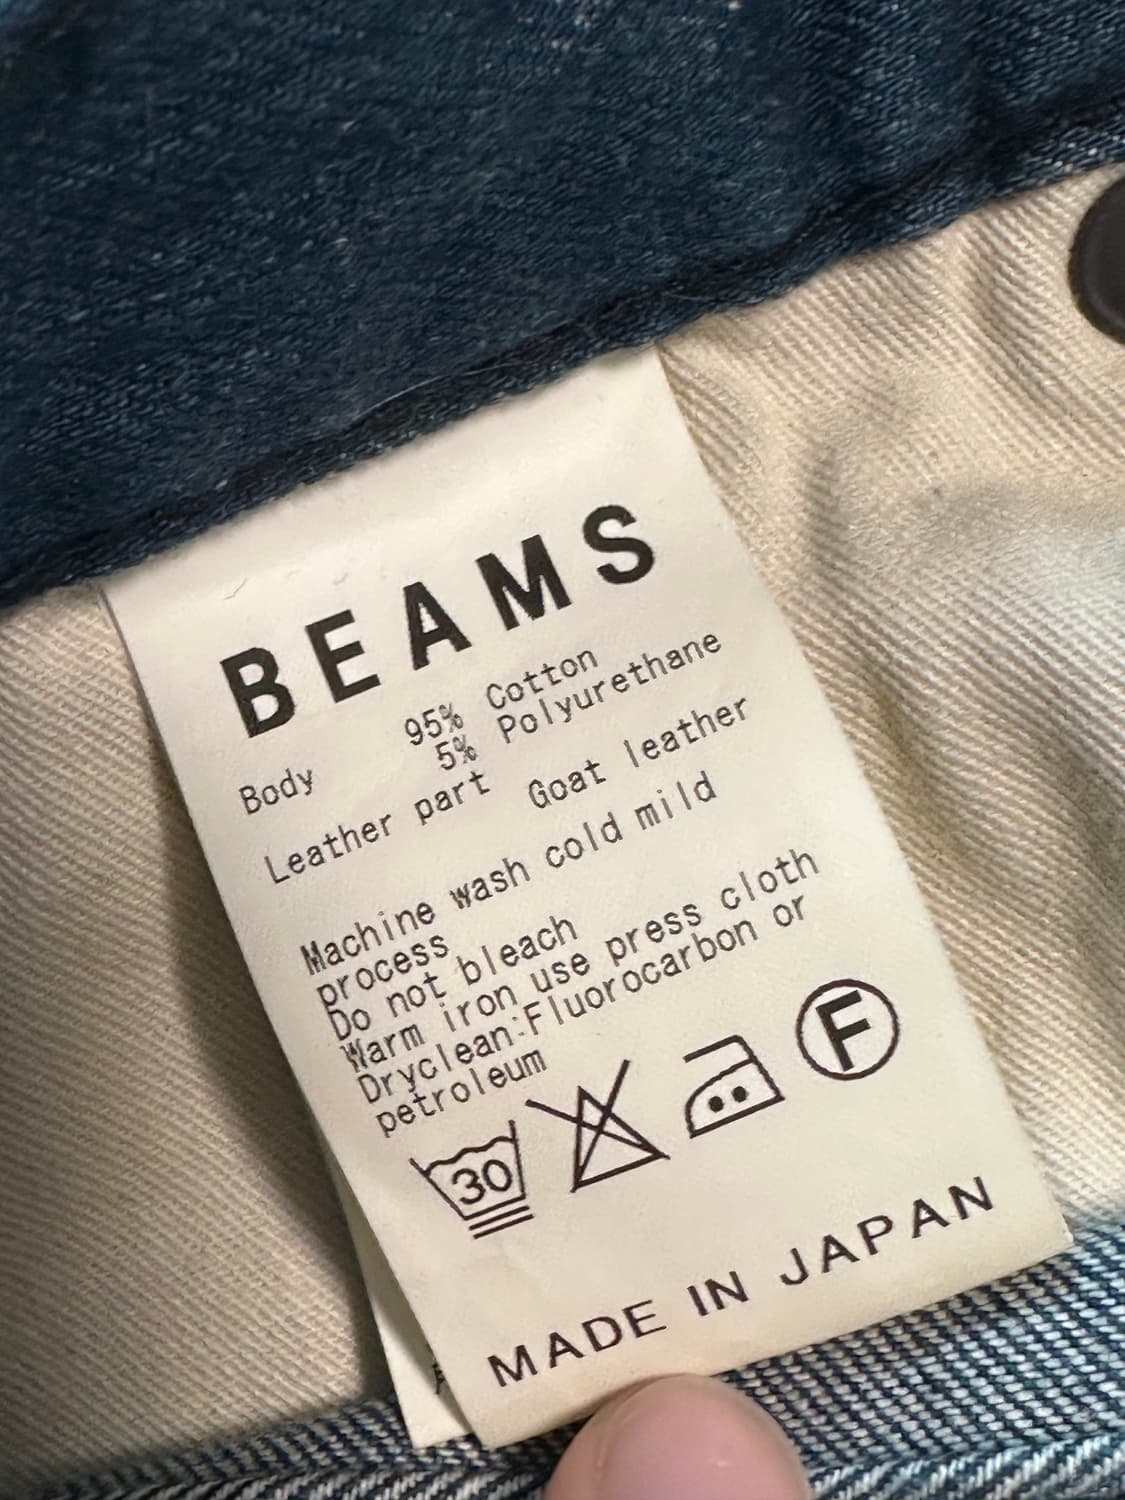 BEAMS
Body 95% Cotton
5% Polyurethane
Leather part Goat leather
Machine wash cold mild
process
Do not bleach
Warm iron use press cloth
Dryclean:Fluorocarbon or
petroleum
30
F
MADE IN JAPAN